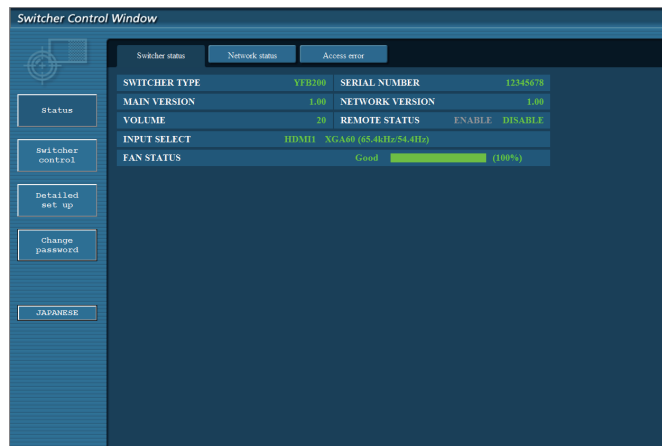 Switcher Control Window
Switcher status
Network status
Access error
SWITCHER TYPE YFB200 SERIAL NUMBER 12345678
MAIN VERSION 1.00 NETWORK VERSION 1.00
VOLUME 20 REMOTE STATUS ENABLE DISABLE
INPUT SELECT HDMI1 XGA60 (65.4kHz/54.4Hz)
FAN STATUS Good (100%)
Status
Switcher
control
Detailed
set up
Change
password
JAPANESE